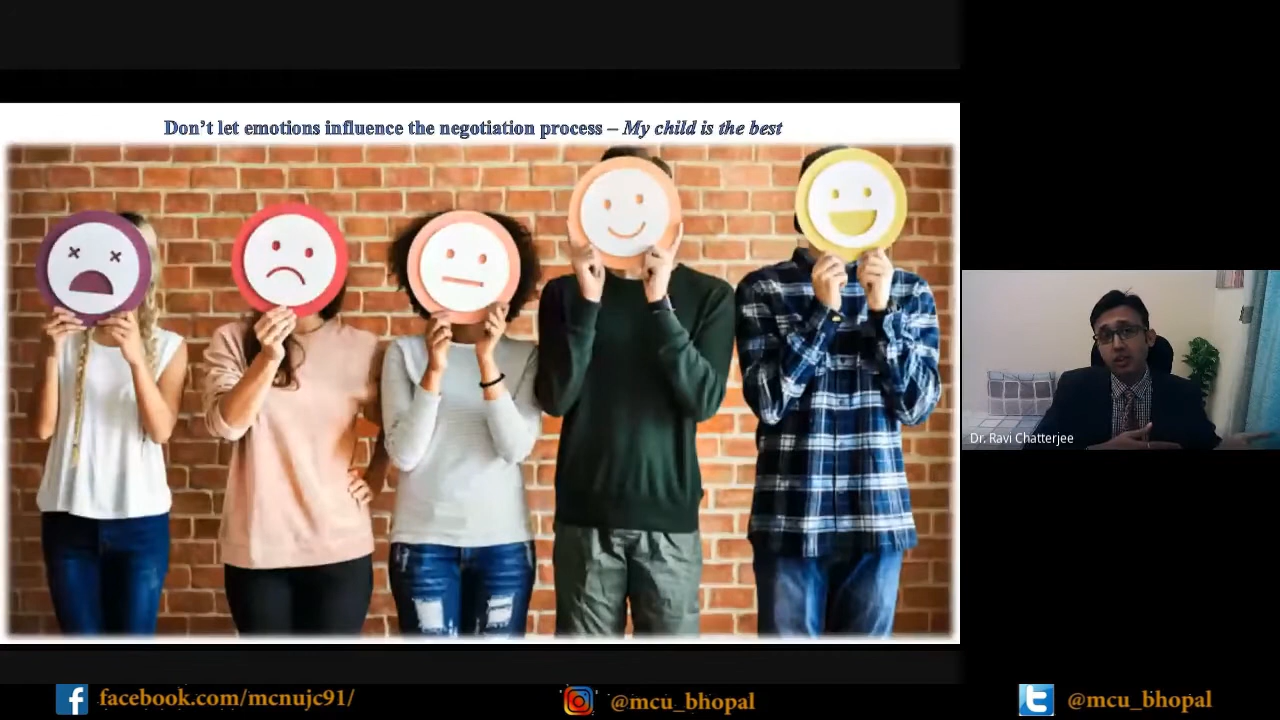 Don't let emotions influence the negotiation process – My child is the best
Dr. Ravi Chatterjee
facebook.com/mcnujc91/
@mcu_bhopal
@mcu_bhopal